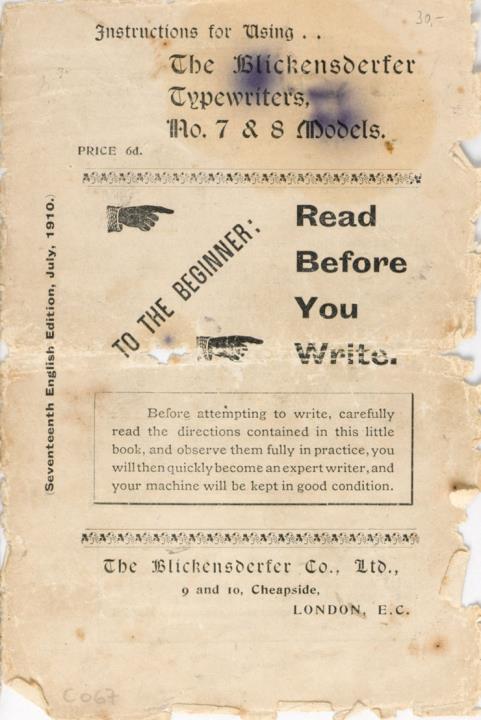 30,-
Instructions for Using . .
The Blickensderfer
Typewriters,
No. 7 & 8 Models.
PRICE 6d.
(Seventeenth English Edition, July, 1910.)
TO THE BEGINNER:
Read
Before
You
Write.
Before attempting to write, carefully
read the directions contained in this little
book, and observe them fully in practice, you
will then quickly become an expert writer, and
your machine will be kept in good condition.
The Blickensderfer Co., Ltd.,
9 and 10, Cheapside,
LONDON, E.C.
C067